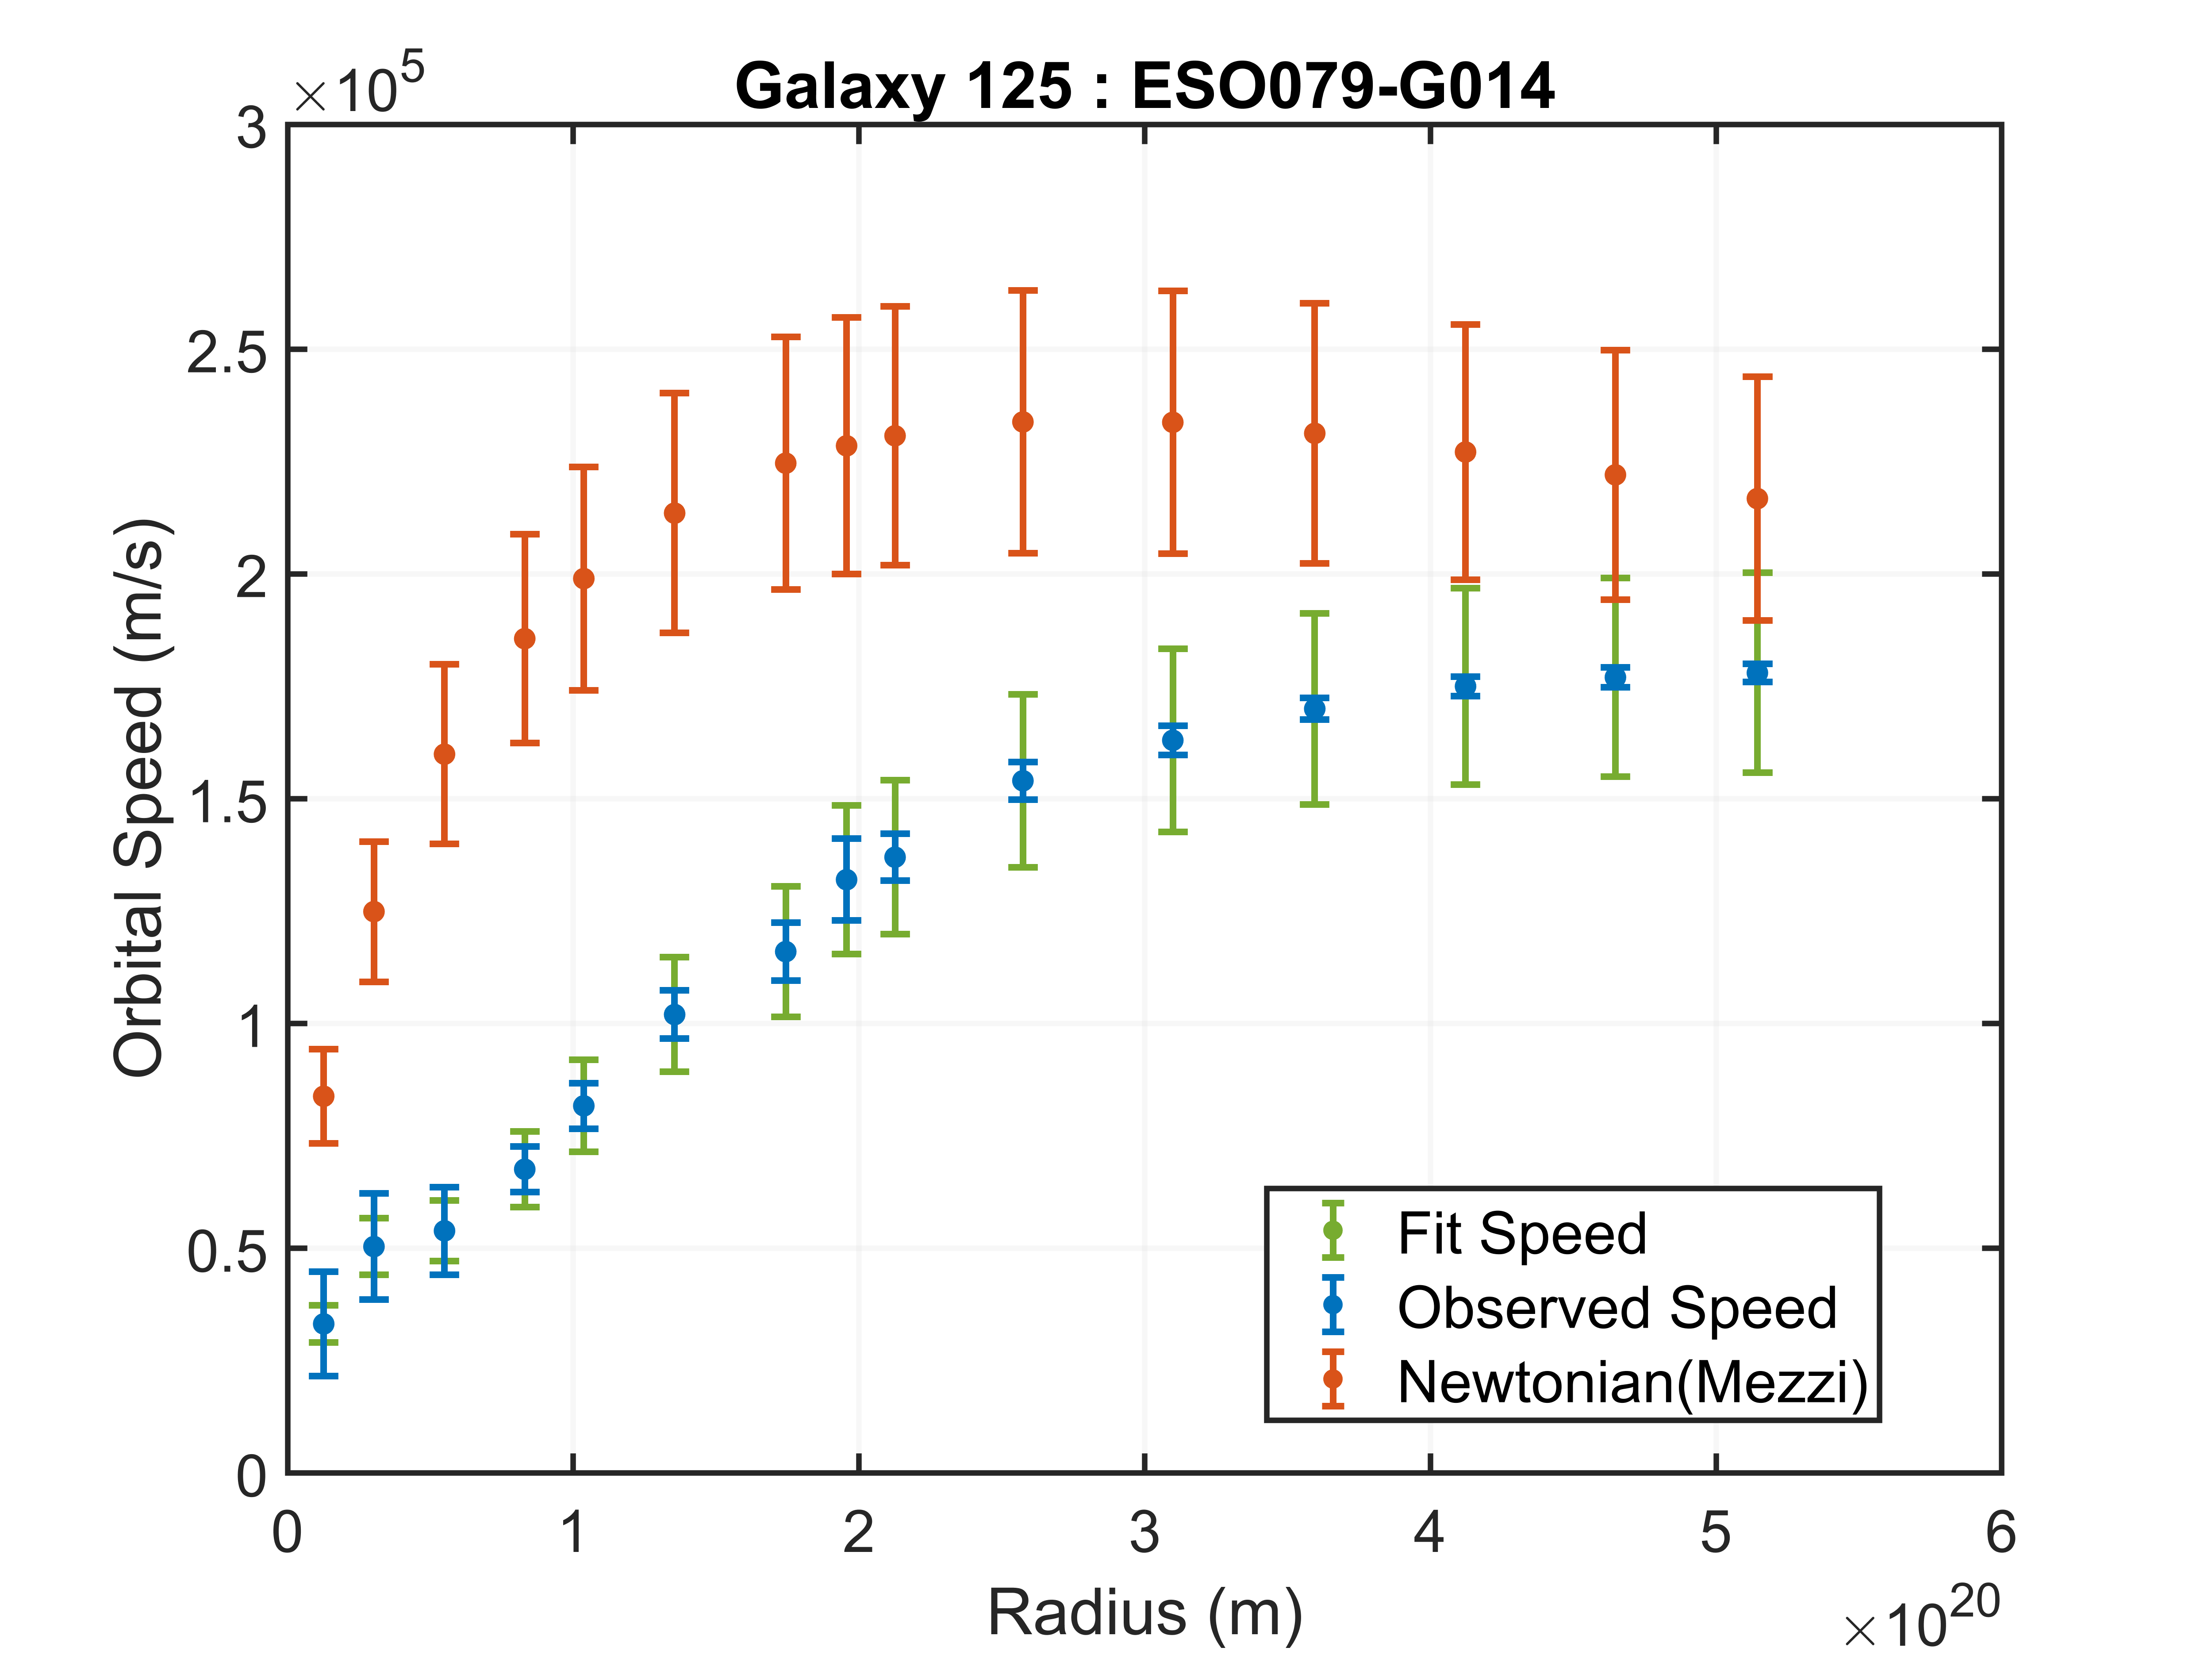 Galaxy 125 : ESO079-G014
×10^5
3
2.5
2
1.5
1
0.5
0
Orbital Speed (m/s)
Fit Speed
Observed Speed
Newtonian(Mezzi)
0 1 2 3 4 5 6
Radius (m)
×10^20